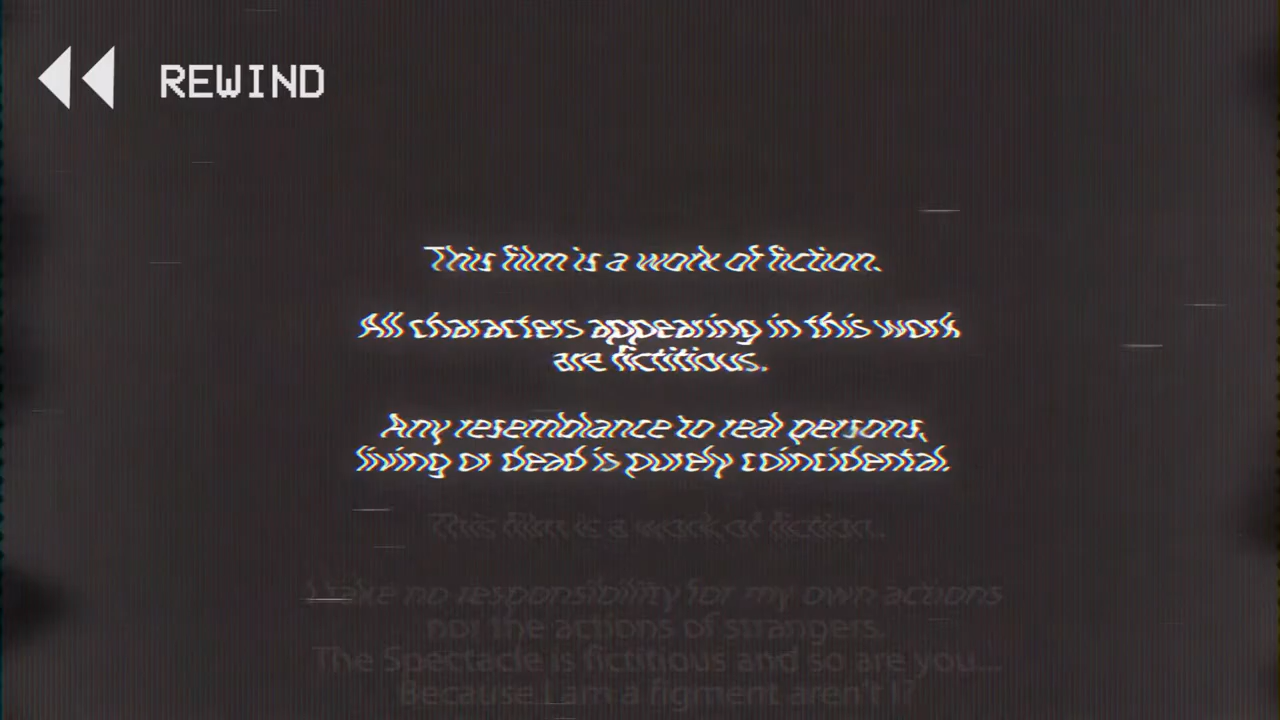 REWIND
This film is a work of fiction.
All characters appearing in this work
are fictitious.
Any resemblance to real persons,
living or dead is purely coincidental.
This film is a work of fiction.
I take no responsibility for my own actions
nor the actions of strangers.
The Spectacle is fictitious and so are you...
Because I am a figment aren't I?